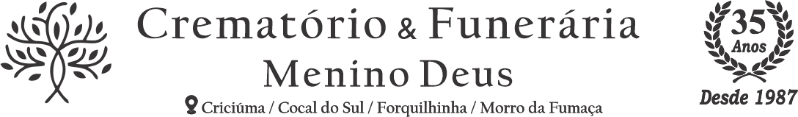 Crematório & Funerária
Menino Deus
Criciúma / Cocal do Sul / Forquilhinha / Morro da Fumaça
35
Anos
Desde 1987